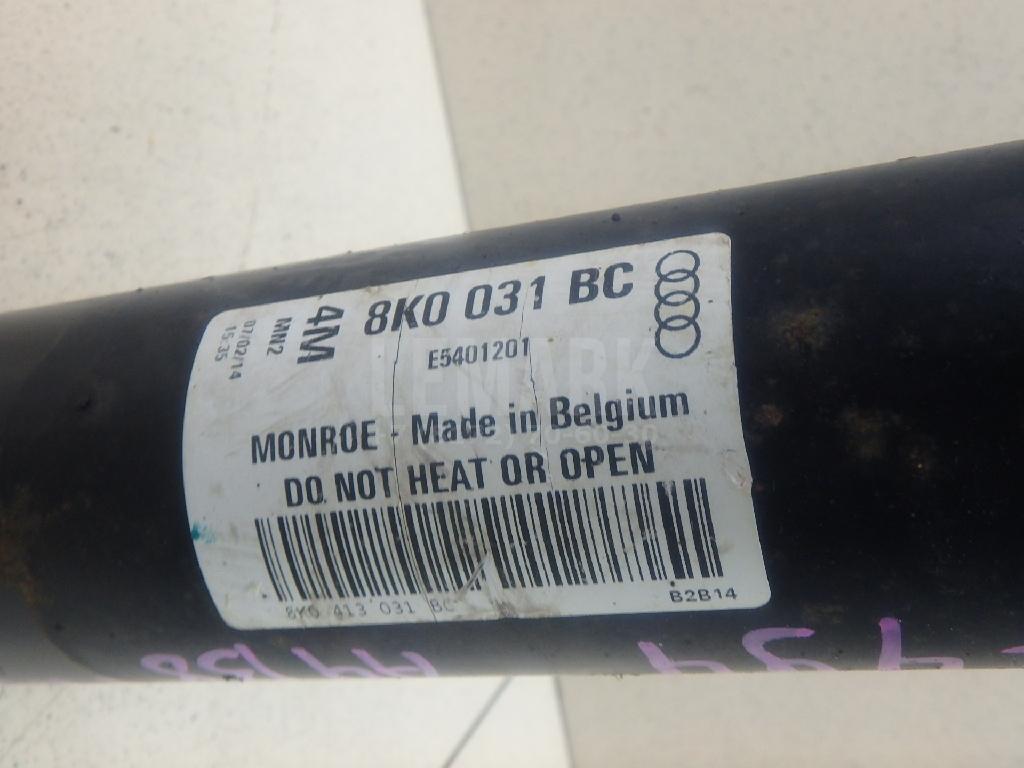 8K0 031 BC
4M
MN2
07/02/14
15:35
E5401201
LEMARK
MONROE - Made in Belgium
DO NOT HEAT OR OPEN
8K0 413 031 BC
B2B14